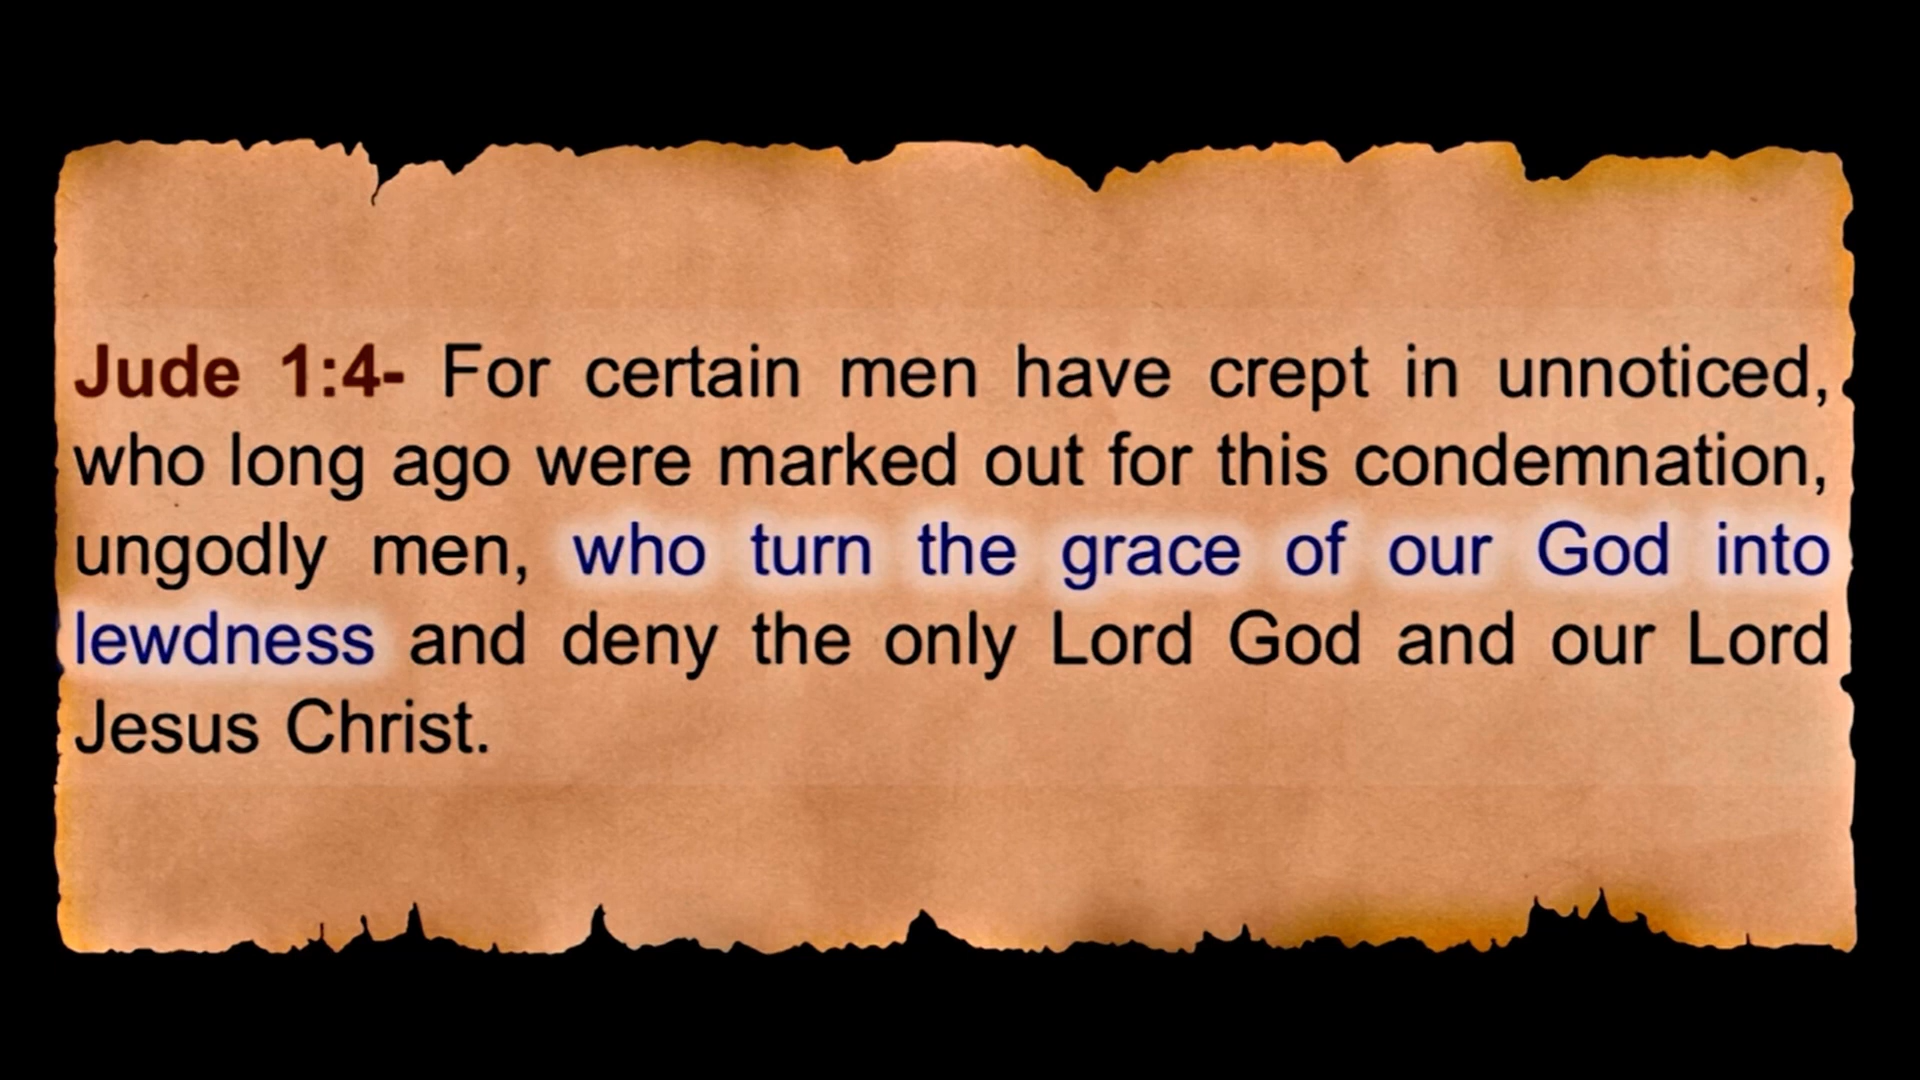 Jude 1:4- For certain men have crept in unnoticed,
who long ago were marked out for this condemnation,
ungodly men, who turn the grace of our God into
lewdness and deny the only Lord God and our Lord
Jesus Christ.